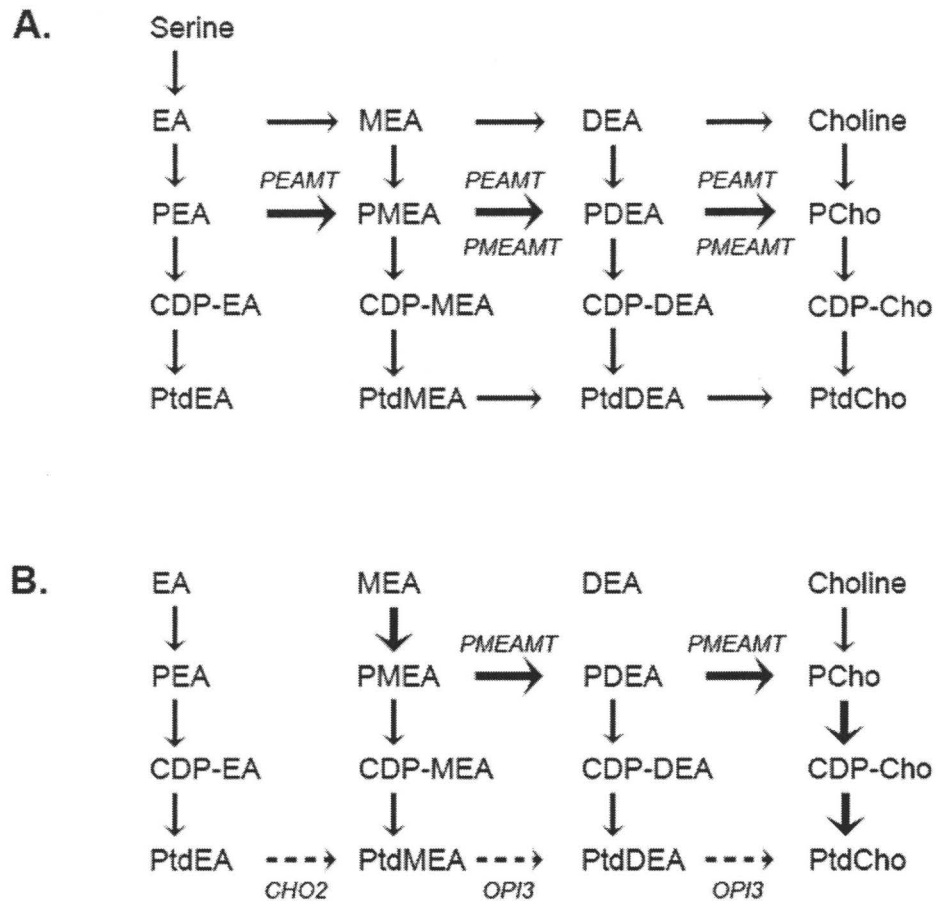 A. Serine
EA MEA DEA Choline
PEAMT PEAMT PEAMT
PEA PMEA PDEA PCho
PMEAMT PMEAMT
CDP-EA CDP-MEA CDP-DEA CDP-Cho
PtdEA PtdMEA PtdDEA PtdCho
B. EA MEA DEA Choline
PMEAMT PMEAMT
PEA PMEA PDEA PCho
CDP-EA CDP-MEA CDP-DEA CDP-Cho
PtdEA PtdMEA PtdDEA PtdCho
CHO2 OPI3 OPI3